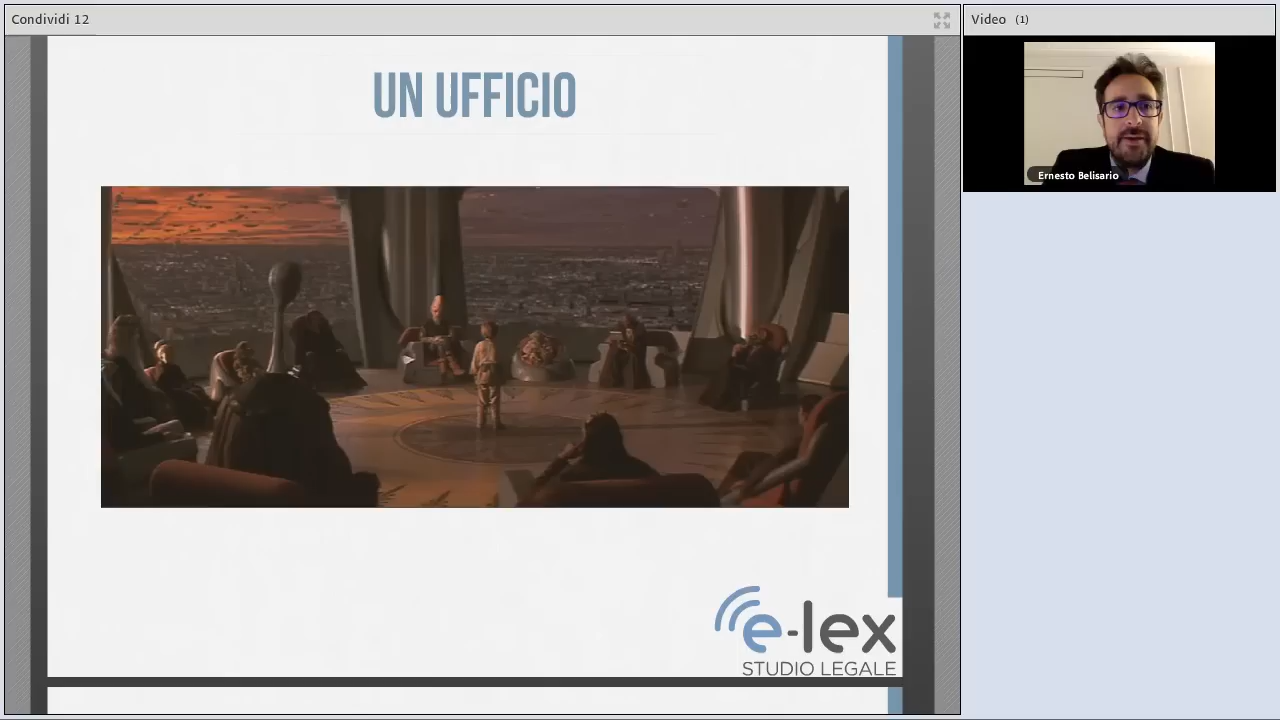 Condividi 12
Video (1)
UN UFFICIO
Ernesto Belisario
e-lex
STUDIO LEGALE